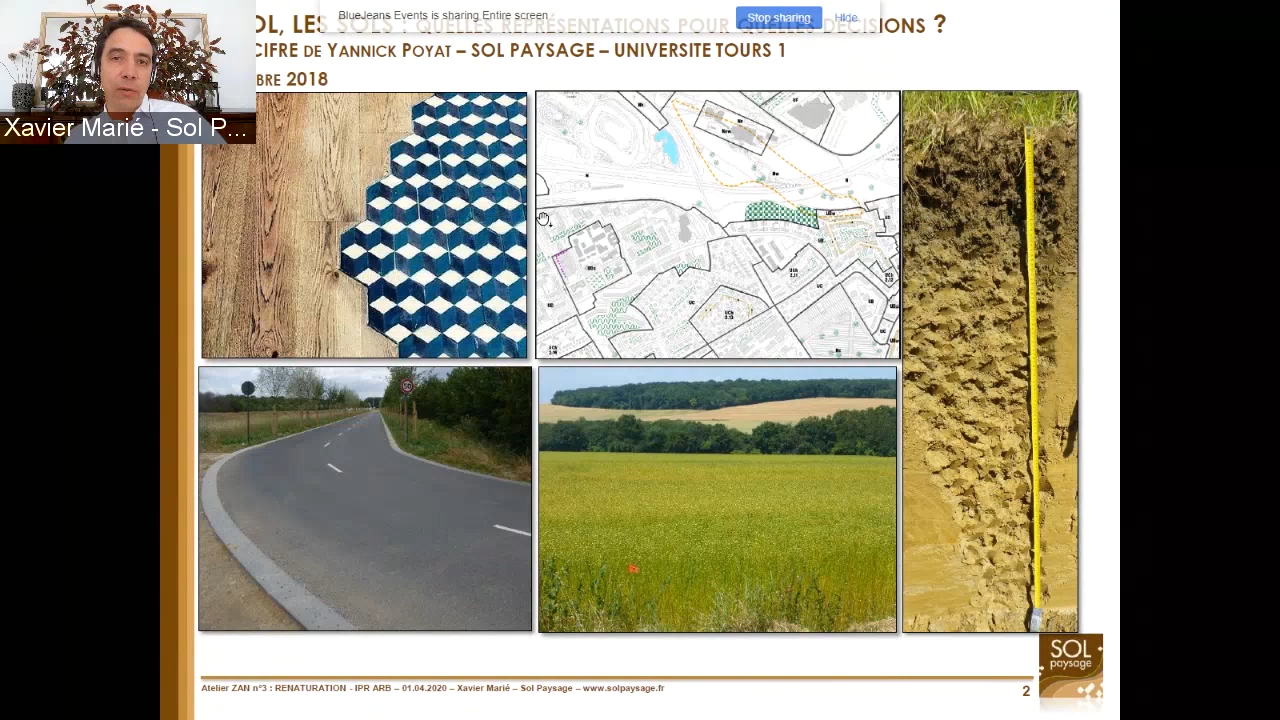 BlueJeans Events is sharing Entire screen
Stop sharing
Hide
OL, LES SOLS : QUELLES REPRÉSENTATIONS POUR QUELLES DÉCISIONS ?
CIFRE DE YANNICK POYAT – SOL PAYSAGE – UNIVERSITE TOURS 1
BRE 2018
Xavier Marié - Sol P...
SOL
paysage
Atelier ZAN n°3 : RENATURATION - IPR ARB – 01.04.2020 – Xavier Marié – Sol Paysage – www.solpaysage.fr
2